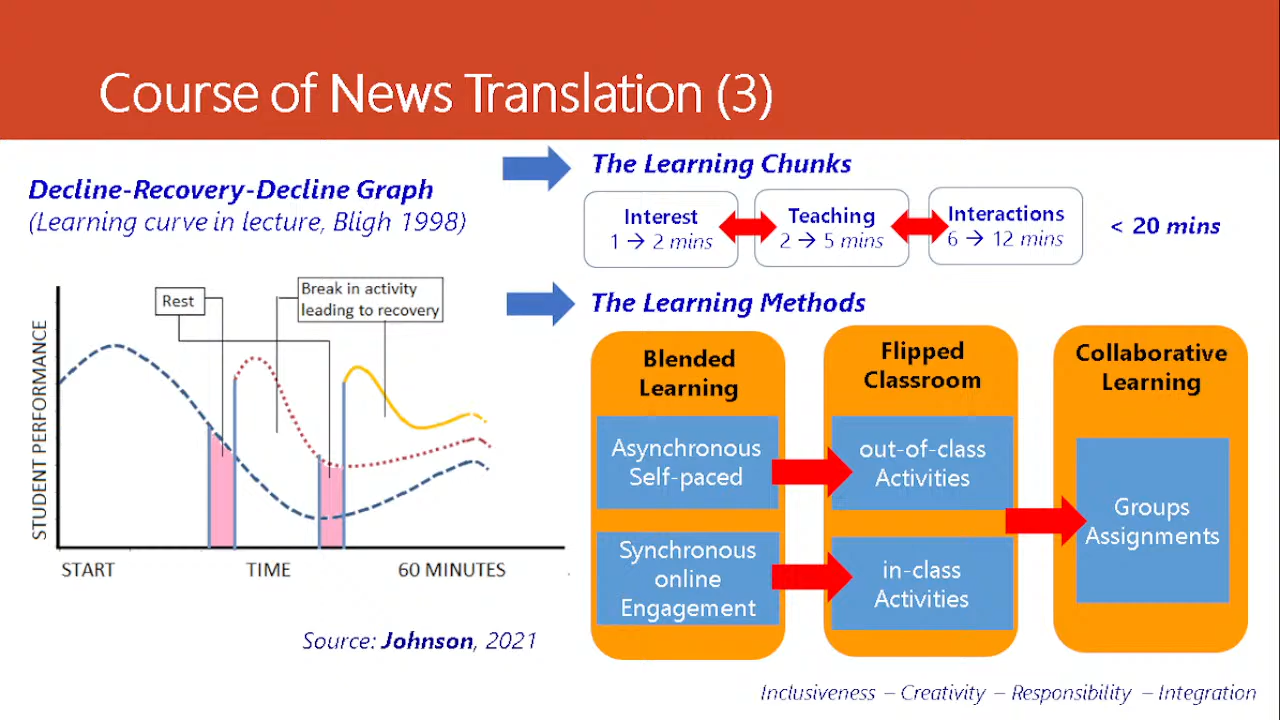 Course of News Translation (3)
Decline-Recovery-Decline Graph
(Learning curve in lecture, Bligh 1998)
Rest
Break in activity
leading to recovery
STUDENT PERFORMANCE
START
TIME
60 MINUTES
Source: Johnson, 2021
The Learning Chunks
Interest
1 → 2 mins
Teaching
2 → 5 mins
Interactions
6 → 12 mins
< 20 mins
The Learning Methods
Blended
Learning
Asynchronous
Self-paced
Synchronous
online
Engagement
Flipped
Classroom
out-of-class
Activities
in-class
Activities
Collaborative
Learning
Groups
Assignments
Inclusiveness – Creativity – Responsibility – Integration